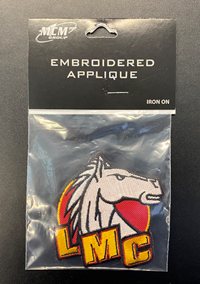 MCM
GROUP
EMBROIDERED
APPLIQUE
IRON ON
LMC